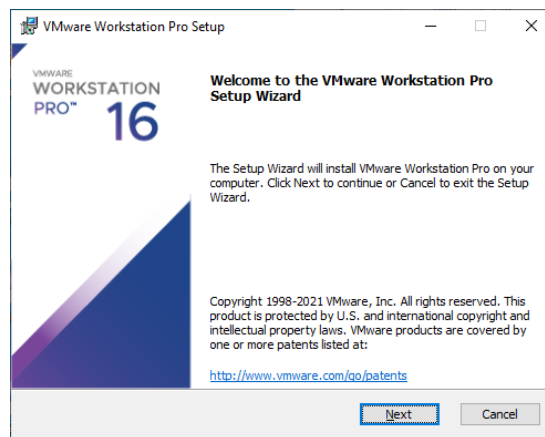 VMware Workstation Pro Setup
VMWARE
WORKSTATION
PRO™ 16
Welcome to the VMware Workstation Pro
Setup Wizard
The Setup Wizard will install VMware Workstation Pro on your
computer. Click Next to continue or Cancel to exit the Setup
Wizard.
Copyright 1998-2021 VMware, Inc. All rights reserved. This
product is protected by U.S. and international copyright and
intellectual property laws. VMware products are covered by
one or more patents listed at:
http://www.vmware.com/go/patents
Next
Cancel